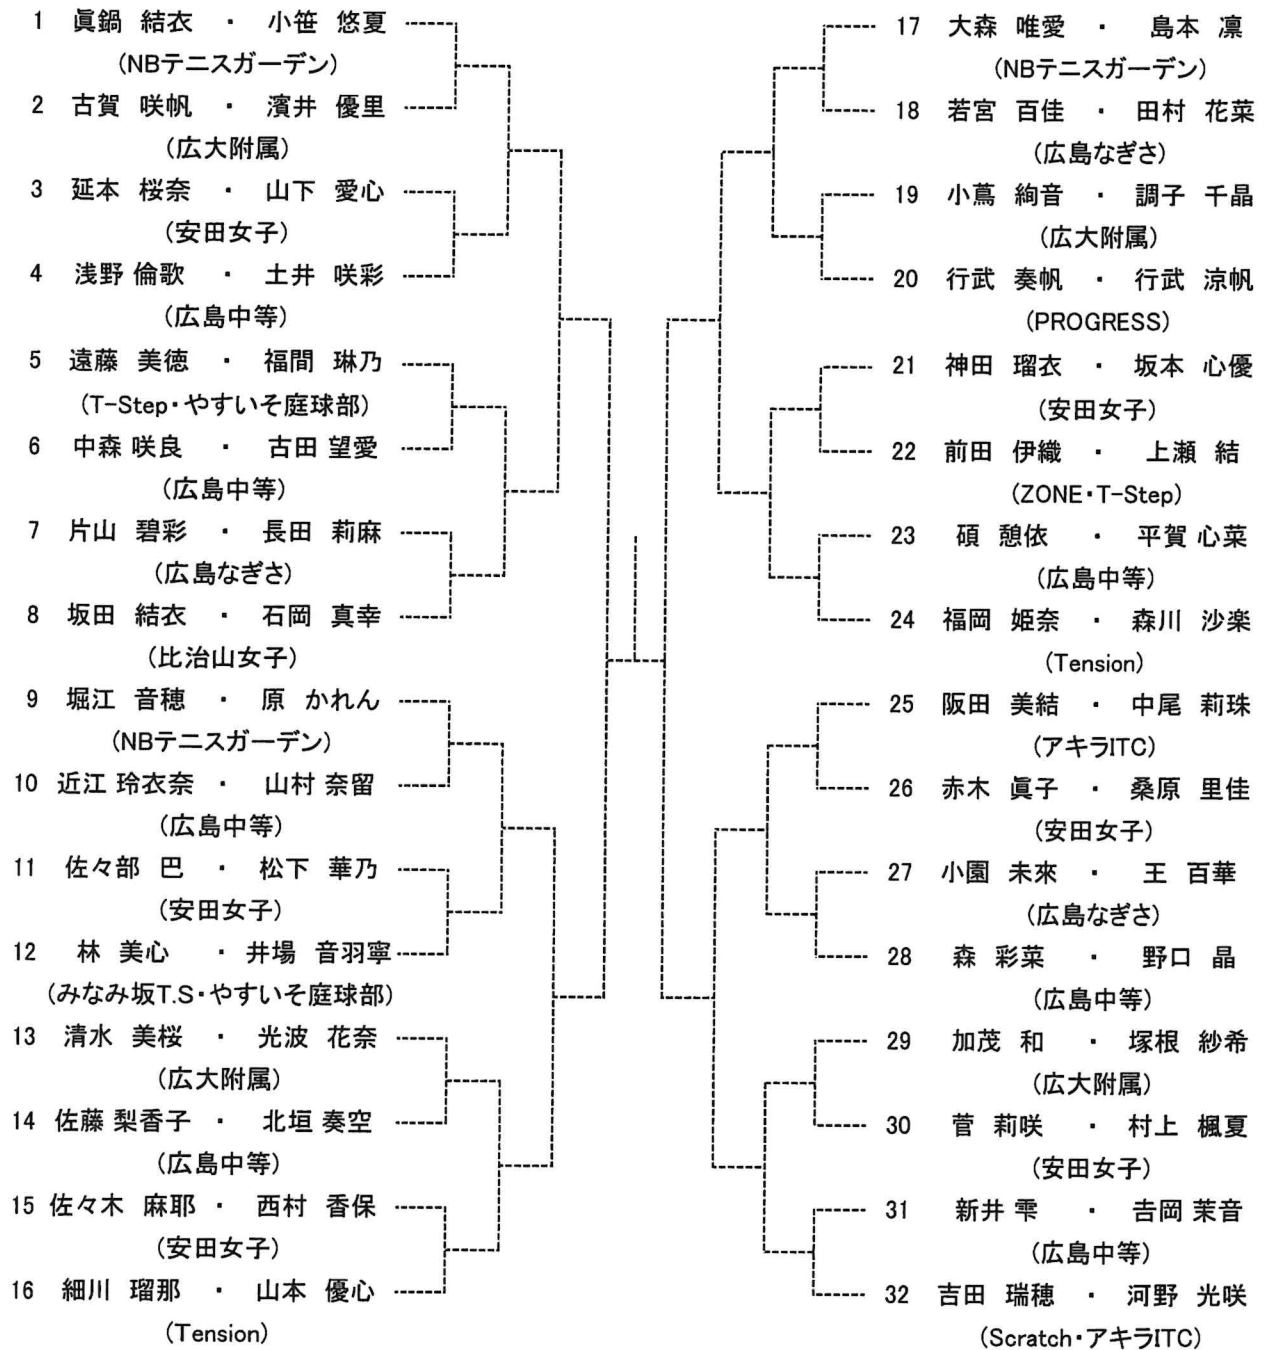 1 眞鍋 結衣 ・ 小笹 悠夏
(NBテニスガーデン)
2 古賀 咲帆 ・ 濱井 優里
(広大附属)
3 延本 桜奈 ・ 山下 愛心
(安田女子)
4 浅野 倫歌 ・ 土井 咲彩
(広島中等)
5 遠藤 美徳 ・ 福間 琳乃
(T-Step・やすいそ庭球部)
6 中森 咲良 ・ 古田 望愛
(広島中等)
7 片山 碧彩 ・ 長田 莉麻
(広島なぎさ)
8 坂田 結衣 ・ 石岡 真幸
(比治山女子)
9 堀江 音穂 ・ 原 かれん
(NBテニスガーデン)
10 近江 玲衣奈 ・ 山村 奈留
(広島中等)
11 佐々部 巴 ・ 松下 華乃
(安田女子)
12 林 美心 ・ 井場 音羽寧
(みなみ坂T.S・やすいそ庭球部)
13 清水 美桜 ・ 光波 花奈
(広大附属)
14 佐藤 梨香子 ・ 北垣 奏空
(広島中等)
15 佐々木 麻耶 ・ 西村 香保
(安田女子)
16 細川 瑠那 ・ 山本 優心
(Tension)
17 大森 唯愛 ・ 島本 凛
(NBテニスガーデン)
18 若宮 百佳 ・ 田村 花菜
(広島なぎさ)
19 小蔦 絢音 ・ 調子 千晶
(広大附属)
20 行武 奏帆 ・ 行武 涼帆
(PROGRESS)
21 神田 瑠衣 ・ 坂本 心優
(安田女子)
22 前田 伊織 ・ 上瀬 結
(ZONE・T-Step)
23 碩 憩依 ・ 平賀 心菜
(広島中等)
24 福岡 姫奈 ・ 森川 沙楽
(Tension)
25 阪田 美結 ・ 中尾 莉珠
(アキラITC)
26 赤木 眞子 ・ 桑原 里佳
(安田女子)
27 小園 未來 ・ 王 百華
(広島なぎさ)
28 森 彩菜 ・ 野口 晶
(広島中等)
29 加茂 和 ・ 塚根 紗希
(広大附属)
30 菅 莉咲 ・ 村上 楓夏
(安田女子)
31 新井 雫 ・ 𠮷岡 茉音
(広島中等)
32 吉田 瑞穂 ・ 河野 光咲
(Scratch・アキラITC)